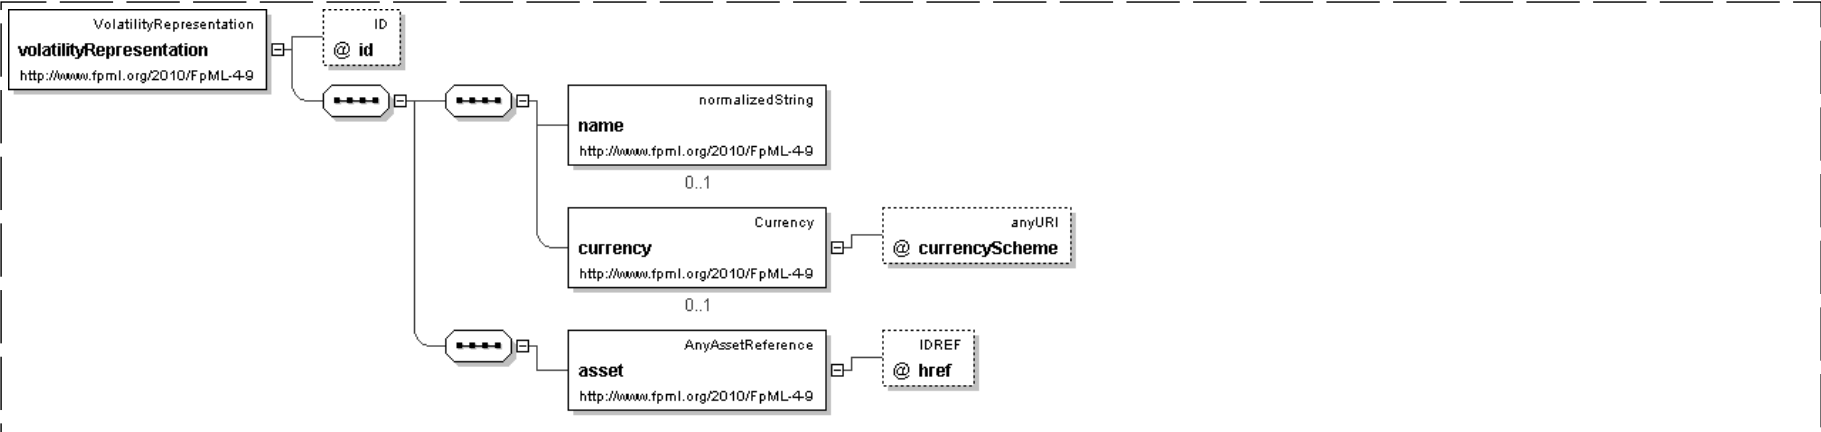 VolatilityRepresentation
volatilityRepresentation
http://www.fpml.org/2010/FpML-4-9
ID
@ id
normalizedString
name
http://www.fpml.org/2010/FpML-4-9
0..1
Currency
currency
http://www.fpml.org/2010/FpML-4-9
0..1
anyURI
@ currencyScheme
AnyAssetReference
asset
http://www.fpml.org/2010/FpML-4-9
IDREF
@ href